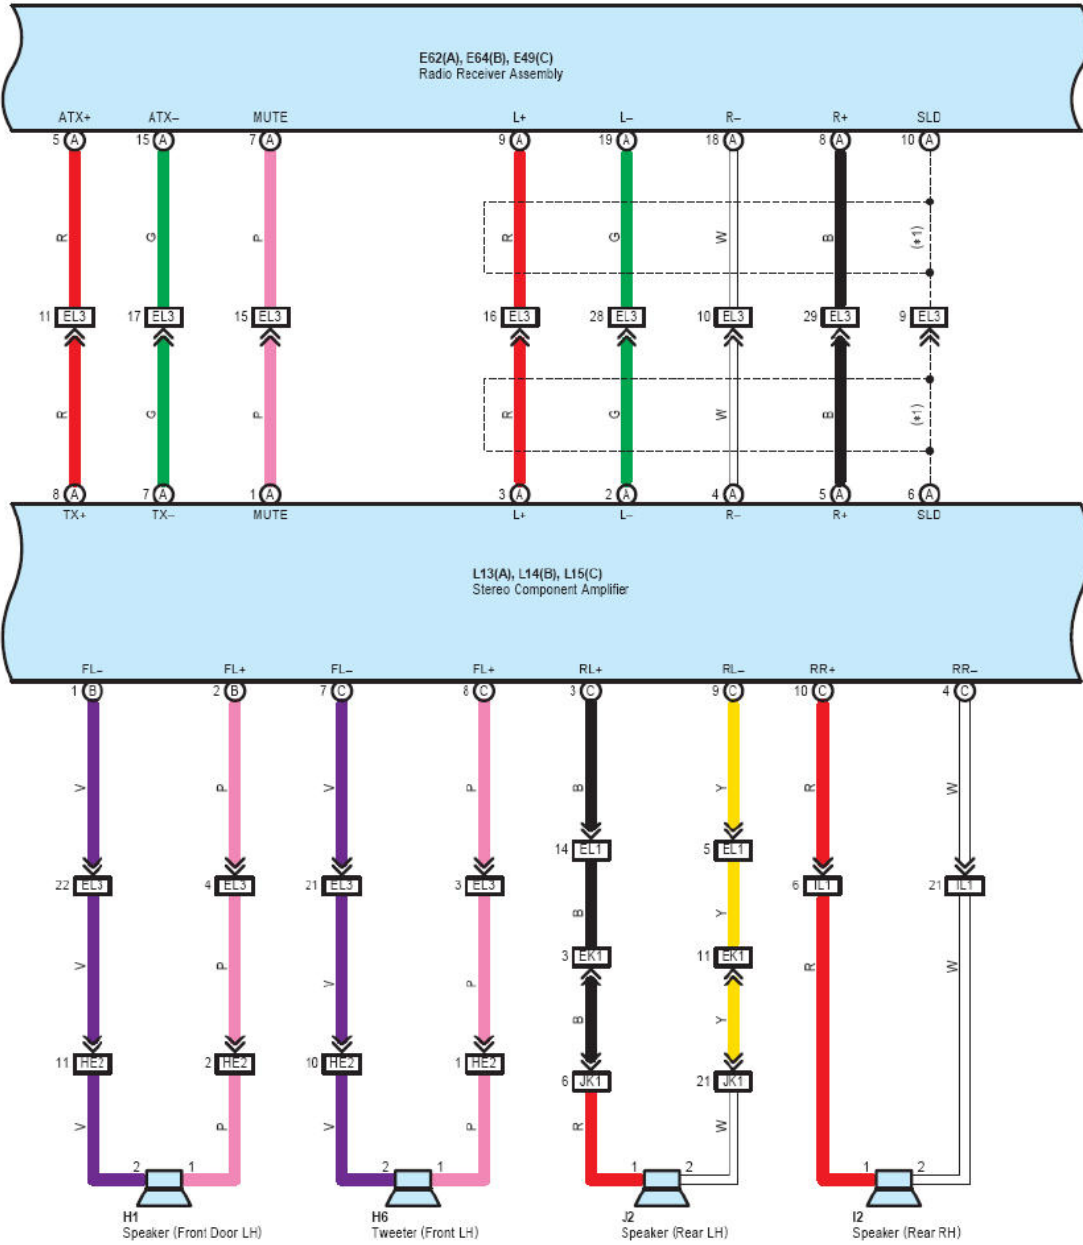 E62(A), E64(B), E49(C)
Radio Receiver Assembly
ATX+ ATX– MUTE L+ L– R– R+ SLD
5 A 15 A 7 A 9 A 19 A 18 A 8 A 10 A
R G P R G W B (*1)
11 EL3 17 EL3 15 EL3 16 EL3 28 EL3 10 EL3 29 EL3 9 EL3
R G P R G W B (*1)
8 A 7 A 1 A 3 A 2 A 4 A 5 A 6 A
TX+ TX– MUTE L+ L– R– R+ SLD
L13(A), L14(B), L15(C)
Stereo Component Amplifier
FL– FL+ FL– FL+ RL+ RL– RR+ RR–
1 B 2 B 7 C 8 C 3 C 9 C 10 C 4 C
V P V P B Y R W
14 EL1 5 EL1
22 EL3 4 EL3 21 EL3 3 EL3 6 IL1 21 IL1
B Y
3 EK1 11 EK1
V P V P R W
B Y
11 HE2 2 HE2 10 HE2 1 HE2
6 JK1 21 JK1
V P V P R W
2 1 2 1 1 2 1 2
H1 H6 J2 I2
Speaker (Front Door LH) Tweeter (Front LH) Speaker (Rear LH) Speaker (Rear RH)